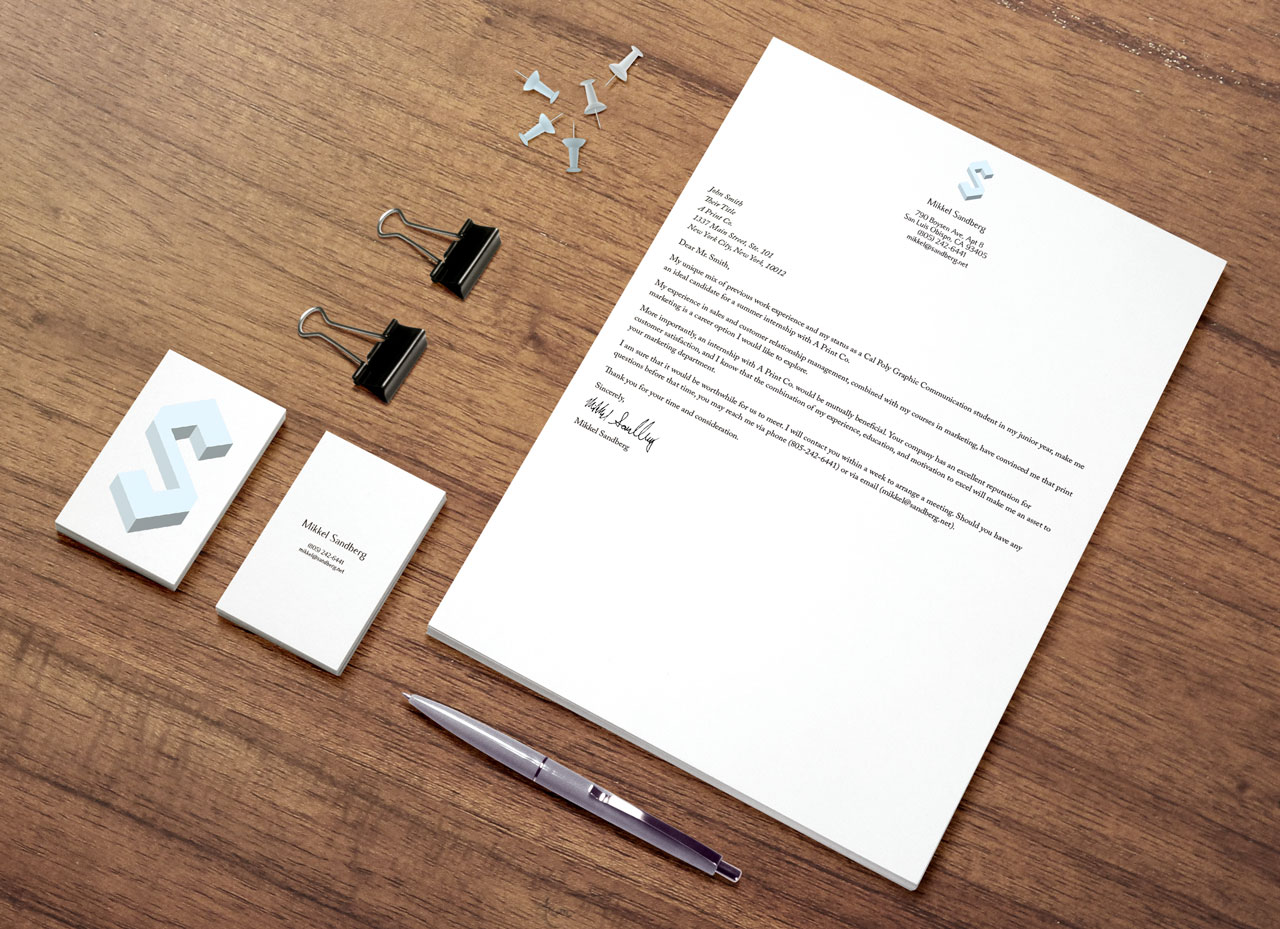 Mikkel Sandberg
790 Boysen Ave. Apt 8
San Luis Obispo, CA 93405
(805) 242-6441
mikkel@sandberg.net
John Smith
Their Title
A Print Co.
1337 Main Street, Ste. 101
New York City, New York, 10012
Dear Mr. Smith,
My unique mix of previous work experience and my status as a Cal Poly Graphic Communication student in my junior year, make me
an ideal candidate for a summer internship with A Print Co.
My experience in sales and customer relationship management, combined with my courses in marketing, have convinced me that print
marketing is a career option I would like to explore.
More importantly, an internship with A Print Co. would be mutually beneficial. Your company has an excellent reputation for
customer satisfaction, and I know that the combination of my experience, education, and motivation to excel will make me an asset to
your marketing department.
I am sure that it would be worthwhile for us to meet. I will contact you within a week to arrange a meeting. Should you have any
questions before that time, you may reach me via phone (805-242-6441) or via email (mikkel@sandberg.net).
Thank you for your time and consideration.
Sincerely,
Mikkel Sandberg
Mikkel Sandberg
S
S
Mikkel Sandberg
(805) 242-6441
mikkel@sandberg.net